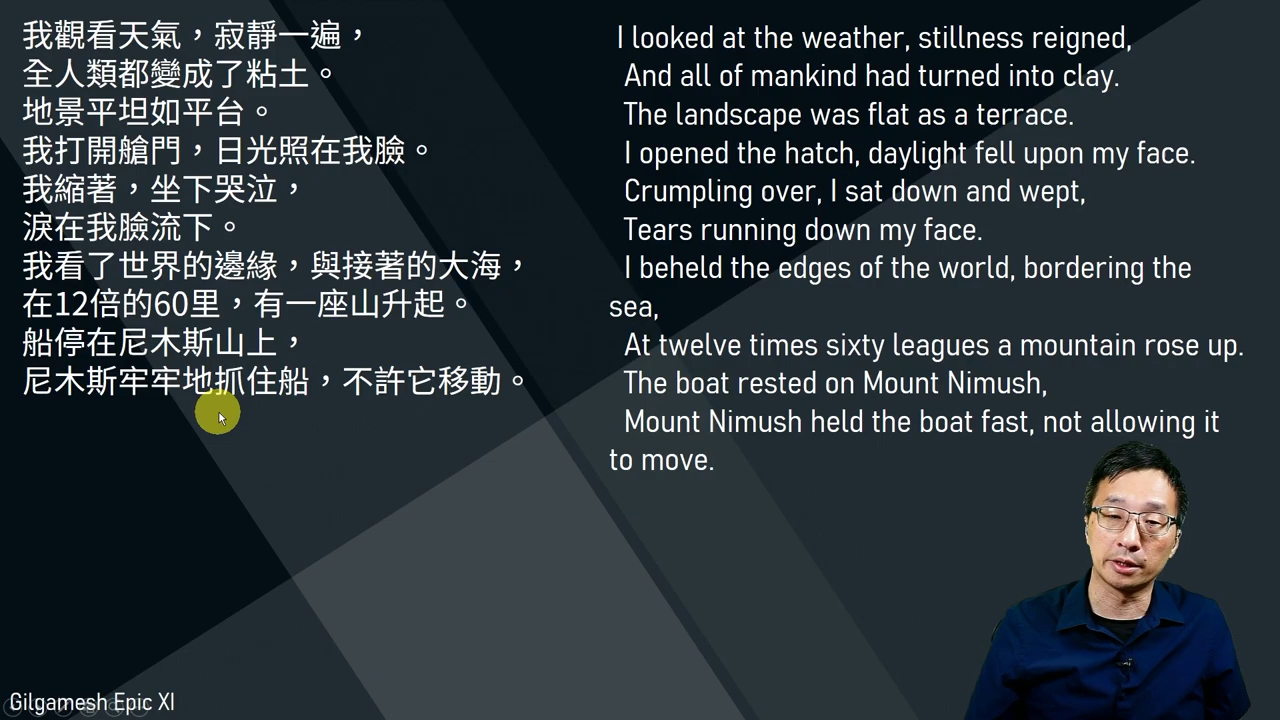 我觀看天氣，寂靜一遍，
全人類都變成了粘土。
地景平坦如平台。
我打開艙門，日光照在我臉。
我縮著，坐下哭泣，
淚在我臉流下。
我看了世界的邊緣，與接著的大海，
在12倍的60里，有一座山升起。
船停在尼木斯山上，
尼木斯牢牢地抓住船，不許它移動。
I looked at the weather, stillness reigned,
And all of mankind had turned into clay.
The landscape was flat as a terrace.
I opened the hatch, daylight fell upon my face.
Crumpling over, I sat down and wept,
Tears running down my face.
I beheld the edges of the world, bordering the
sea,
At twelve times sixty leagues a mountain rose up.
The boat rested on Mount Nimush,
Mount Nimush held the boat fast, not allowing it
to move.
Gilgamesh Epic XI